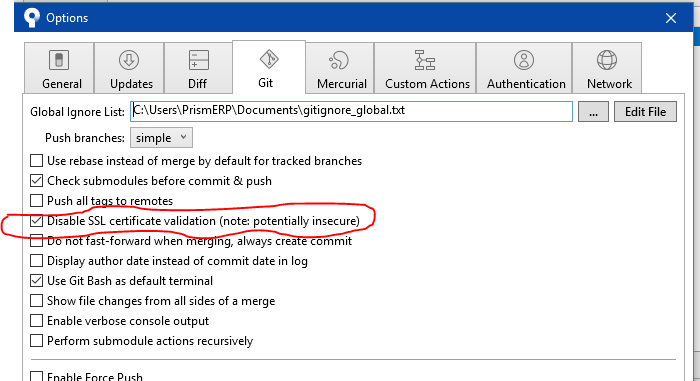 Options
General
Updates
Diff
Git
Mercurial
Custom Actions
Authentication
Network
Global Ignore List: C:\Users\PrismERP\Documents\gitignore_global.txt ... Edit File
Push branches: simple
Use rebase instead of merge by default for tracked branches
Check submodules before commit & push
Push all tags to remotes
Disable SSL certificate validation (note: potentially insecure)
Do not fast-forward when merging, always create commit
Display author date instead of commit date in log
Use Git Bash as default terminal
Show file changes from all sides of a merge
Enable verbose console output
Perform submodule actions recursively
Enable Force Push